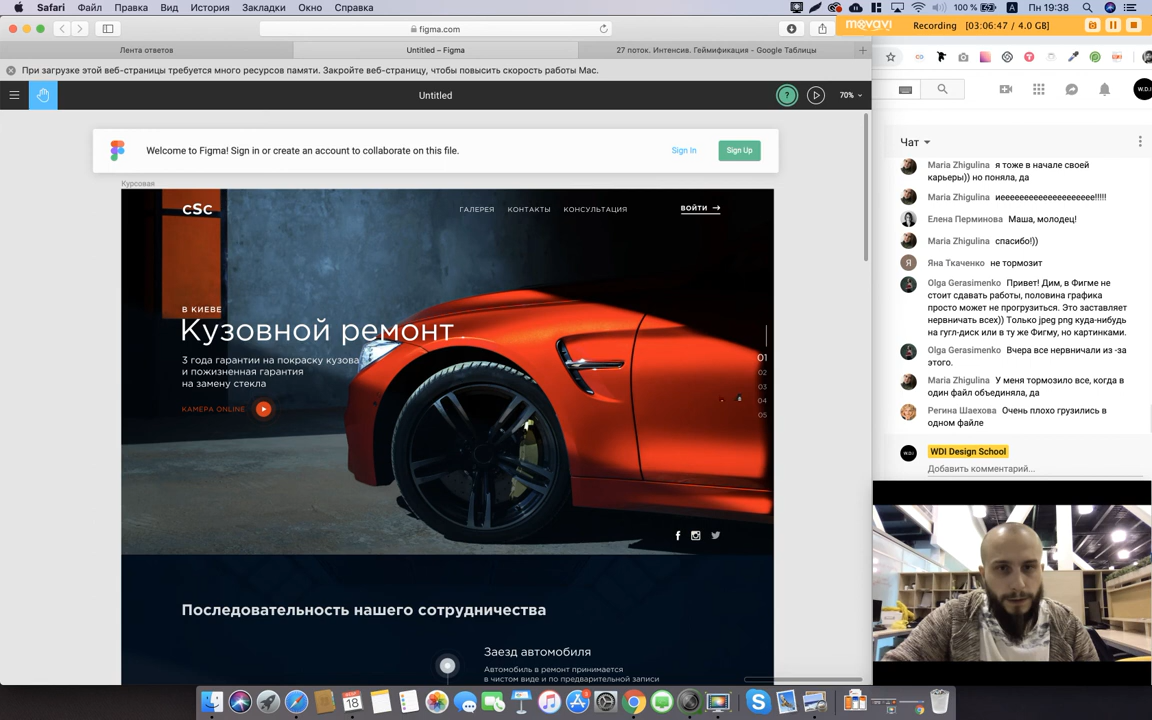 Safari Файл Правка Вид История Закладки Окно Справка
100 % Пн 19:38
movavi Recording [03:06:47 / 4.0 GB]
figma.com
Лента ответов
Untitled – Figma
27 поток. Интенсив. Геймификация - Google Таблицы
При загрузке этой веб-страницы требуется много ресурсов памяти. Закройте веб-страницу, чтобы повысить скорость работы Mac.
Untitled
?
70%
W.D.I
Welcome to Figma! Sign in or create an account to collaborate on this file.
Sign In
Sign Up
Курсовая
cSc
ГАЛЕРЕЯ КОНТАКТЫ КОНСУЛЬТАЦИЯ
ВОЙТИ
В КИЕВЕ
Кузовной ремонт
3 года гарантии на покраску кузова
и пожизненная гарантия
на замену стекла
КАМЕРА ONLINE
01
02
03
04
05
Последовательность нашего сотрудничества
Заезд автомобиля
Автомобиль в ремонт принимается
в чистом виде и по предварительной записи
Чат
Maria Zhigulina я тоже в начале своей
карьеры)) но поняла, да
Maria Zhigulina иееееееееееееееееееее!!!!!
Елена Перминова Маша, молодец!
Maria Zhigulina спасибо!))
Я Яна Ткаченко не тормозит
Olga Gerasimenko Привет! Дим, в Фигме не
стоит сдавать работы, половина графика
просто может не прогрузиться. Это заставляет
нервничать всех)) Только jpeg png куда-нибудь
на гугл-диск или в ту же Фигму, но картинками.
Olga Gerasimenko Вчера все нервничали из -за
этого.
Maria Zhigulina У меня тормозило все, когда в
один файл объединяла, да
Регина Шаехова Очень плохо грузились в
одном файле
WDI Design School
Добавить комментарий...
18